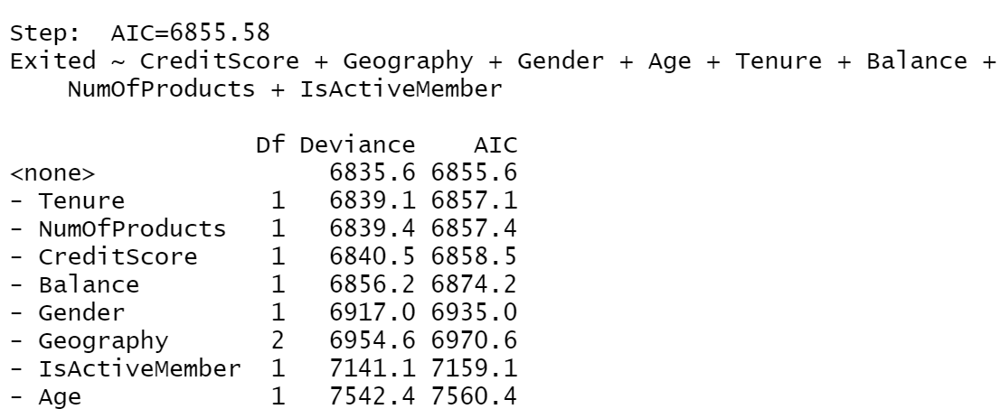 Step:  AIC=6855.58
Exited ~ CreditScore + Geography + Gender + Age + Tenure + Balance +
    NumOfProducts + IsActiveMember
                 Df Deviance    AIC
<none>                6835.6 6855.6
- Tenure          1   6839.1 6857.1
- NumOfProducts   1   6839.4 6857.4
- CreditScore     1   6840.5 6858.5
- Balance         1   6856.2 6874.2
- Gender          1   6917.0 6935.0
- Geography       2   6954.6 6970.6
- IsActiveMember  1   7141.1 7159.1
- Age             1   7542.4 7560.4